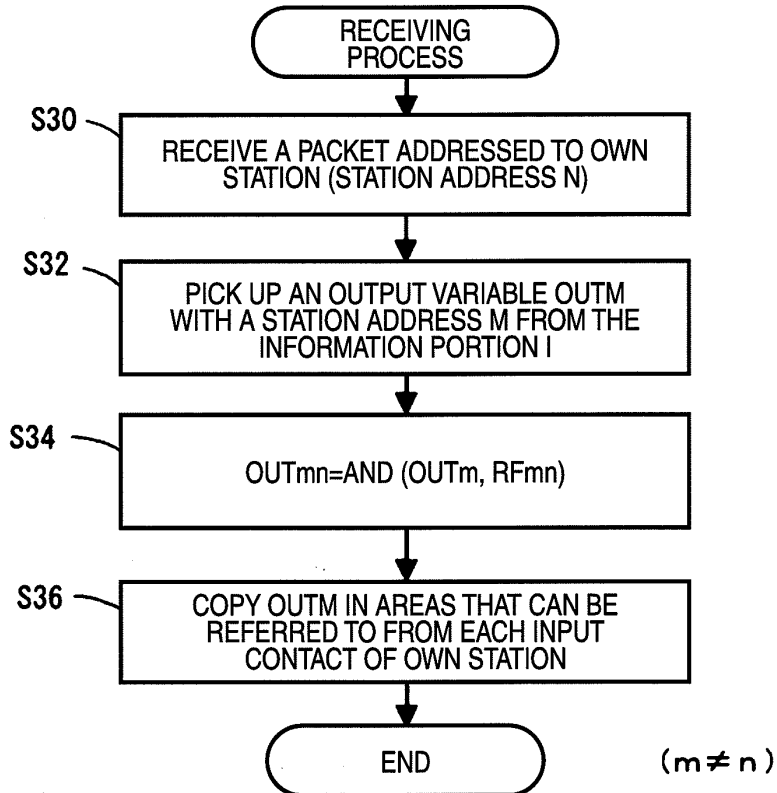 RECEIVING
PROCESS
S30
RECEIVE A PACKET ADDRESSED TO OWN
STATION (STATION ADDRESS N)
S32
PICK UP AN OUTPUT VARIABLE OUTM
WITH A STATION ADDRESS M FROM THE
INFORMATION PORTION I
S34
OUTmn=AND (OUTm, RFmn)
S36
COPY OUTM IN AREAS THAT CAN BE
REFERRED TO FROM EACH INPUT
CONTACT OF OWN STATION
END
(m≠n)